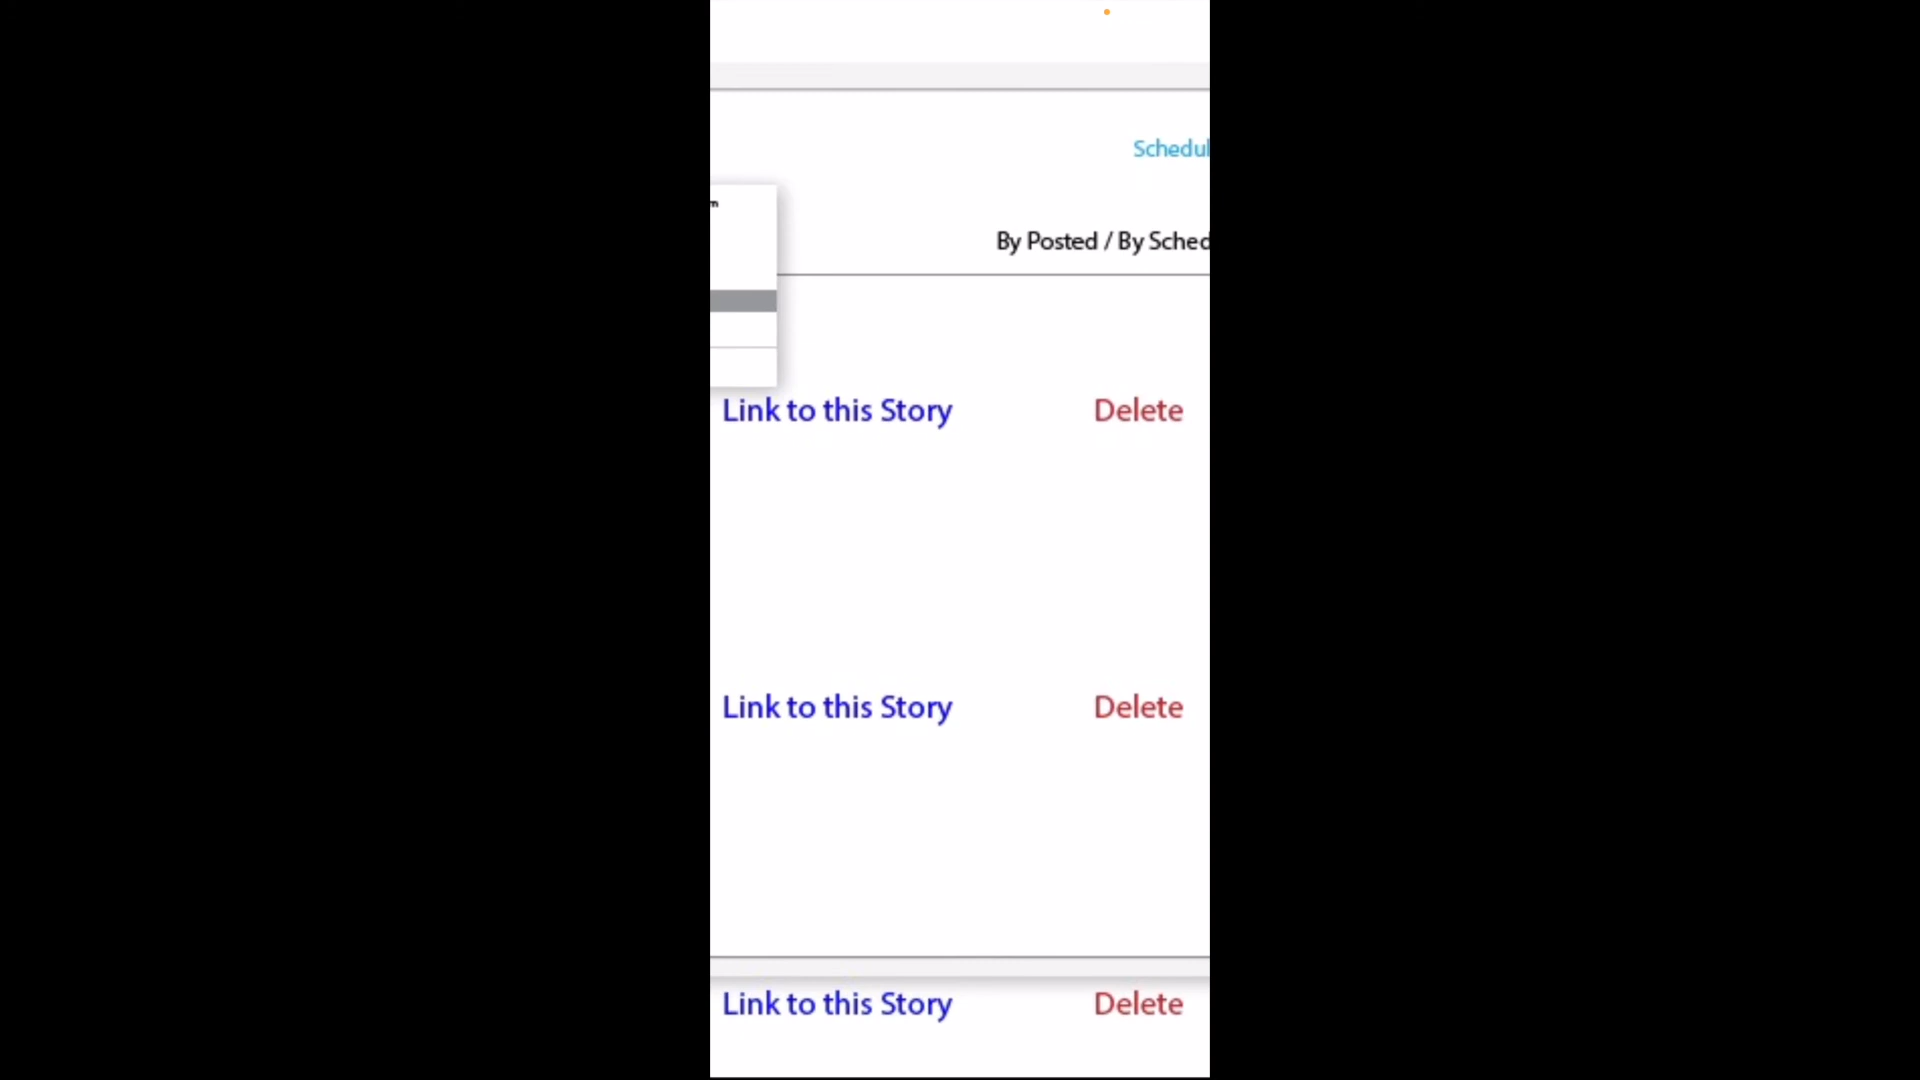 Schedul
m
By Posted / By Sched
Link to this Story Delete
Link to this Story Delete
Link to this Story Delete